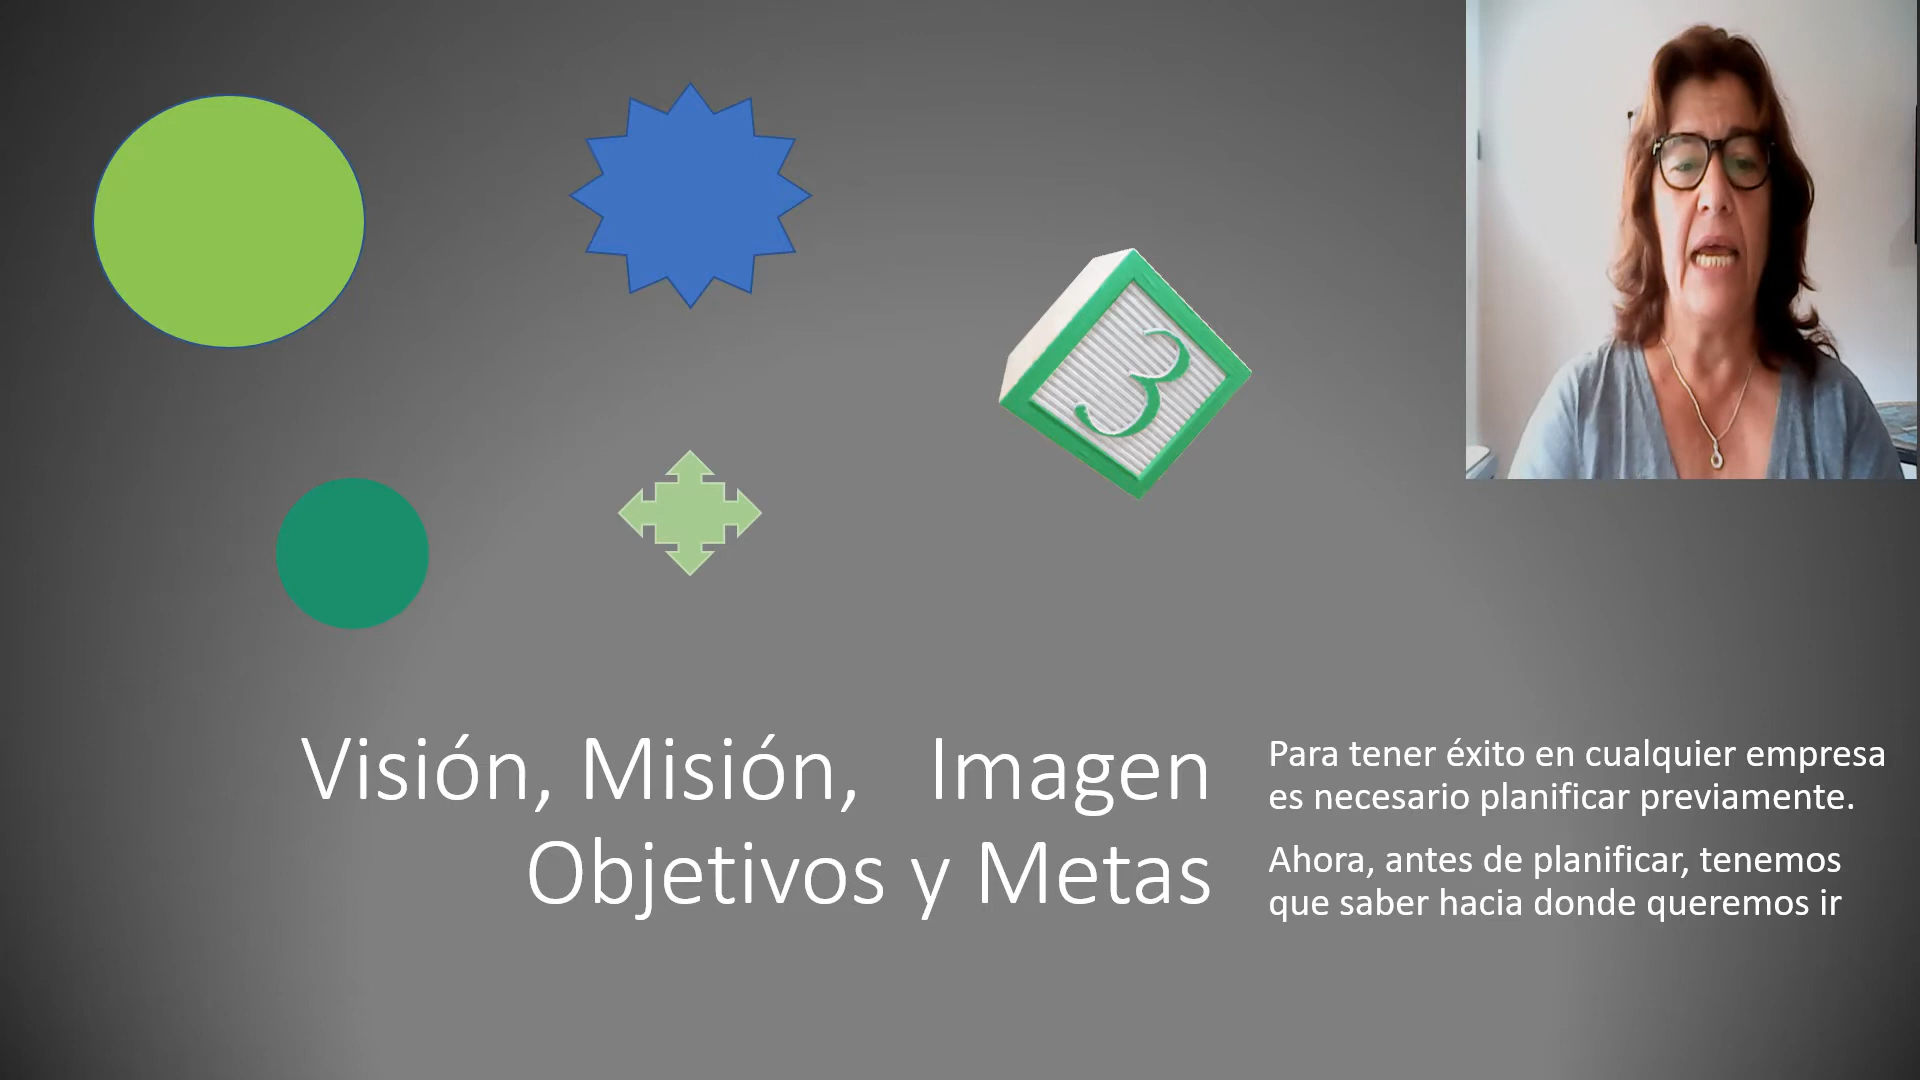 3
Visión, Misión, Imagen
Objetivos y Metas
Para tener éxito en cualquier empresa
es necesario planificar previamente.
Ahora, antes de planificar, tenemos
que saber hacia donde queremos ir